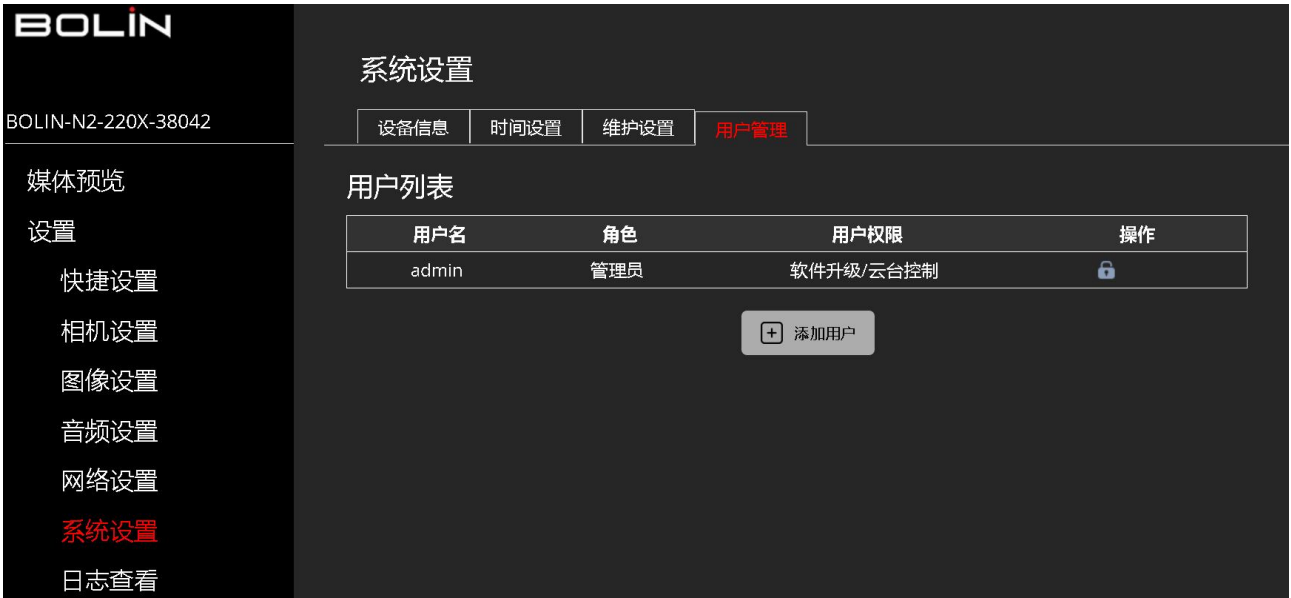 BOLIN
BOLIN-N2-220X-38042
媒体预览
设置
快捷设置
相机设置
图像设置
音频设置
网络设置
系统设置
日志查看
系统设置
设备信息 时间设置 维护设置 用户管理
用户列表
用户名 角色 用户权限 操作
admin 管理员 软件升级/云台控制
添加用户